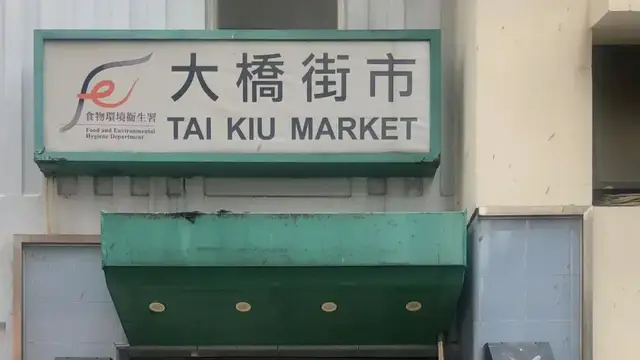 大橋街市
TAI KIU MARKET
食物環境衞生署
Food and Environmental
Hygiene Department